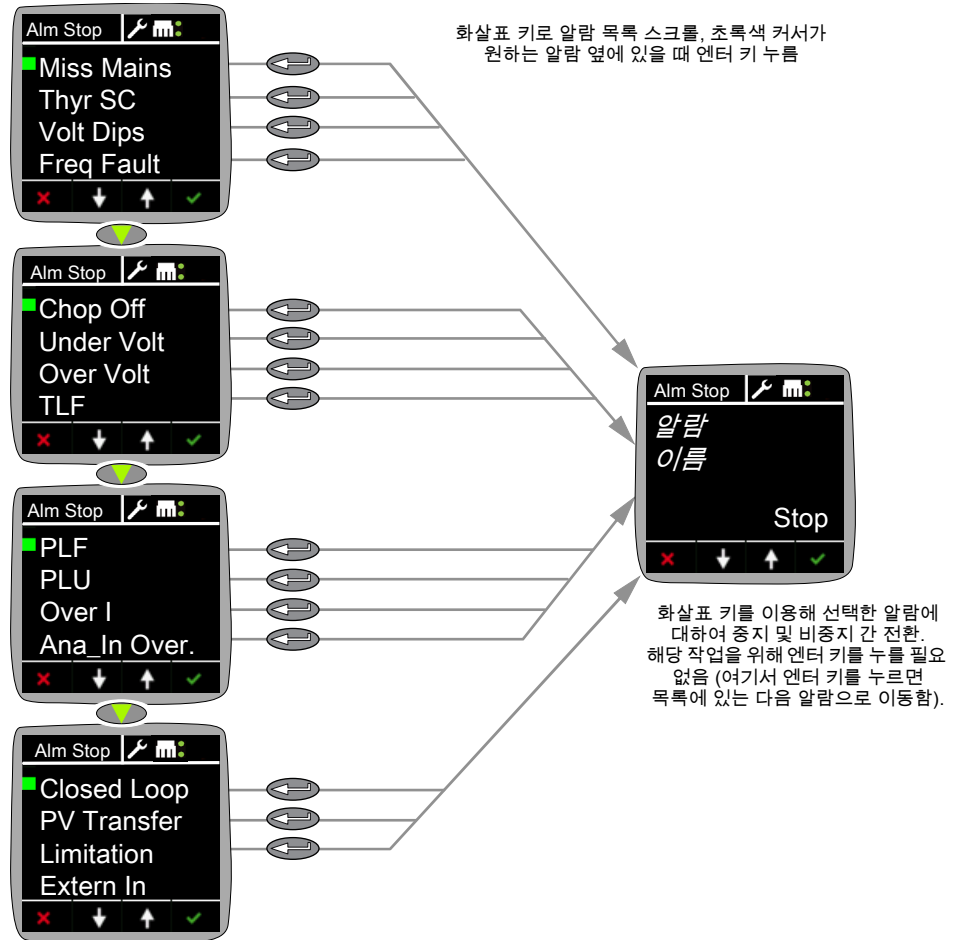 화살표 키로 알람 목록 스크롤, 초록색 커서가
원하는 알람 옆에 있을 때 엔터 키 누름
Alm Stop
Miss Mains
Thyr SC
Volt Dips
Freq Fault
Alm Stop
Chop Off
Under Volt
Over Volt
TLF
Alm Stop
PLF
PLU
Over I
Ana_In Over.
Alm Stop
Closed Loop
PV Transfer
Limitation
Extern In
Alm Stop
알람
이름
Stop
화살표 키를 이용해 선택한 알람에
대하여 중지 및 비중지 간 전환.
해당 작업을 위해 엔터 키를 누를 필요
없음 (여기서 엔터 키를 누르면
목록에 있는 다음 알람으로 이동함).